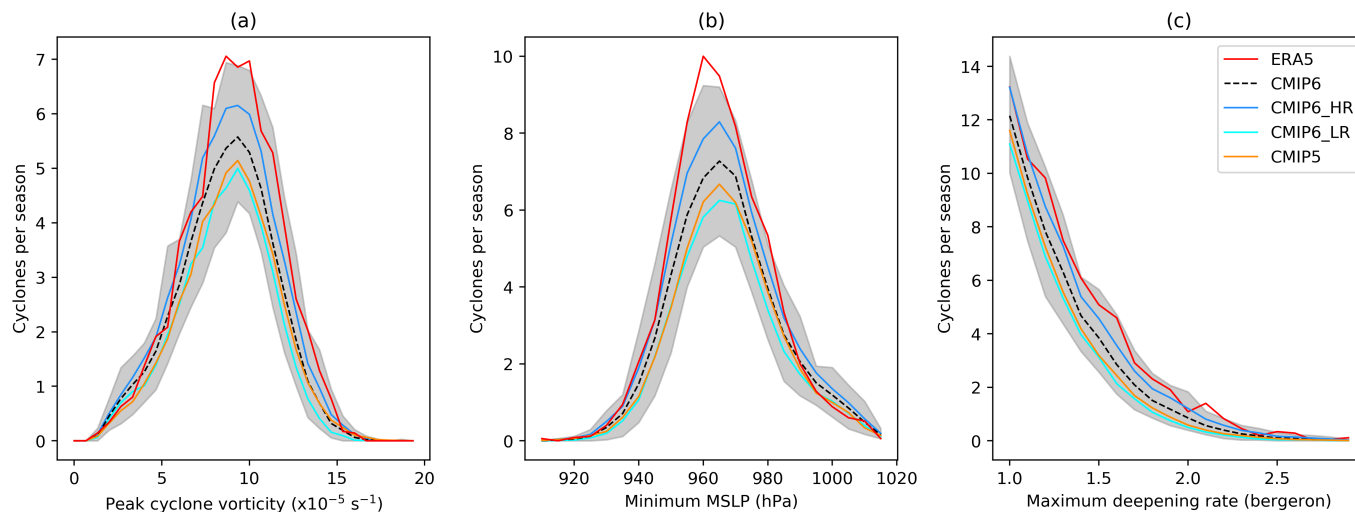 (a)
7
6
5
4
3
2
1
0
Cyclones per season
0 5 10 15 20
Peak cyclone vorticity (x10⁻⁵ s⁻¹)
(b)
10
8
6
4
2
0
Cyclones per season
920 940 960 980 1000 1020
Minimum MSLP (hPa)
(c)
14
12
10
8
6
4
2
0
Cyclones per season
1.0 1.5 2.0 2.5
Maximum deepening rate (bergeron)
ERA5
CMIP6
CMIP6_HR
CMIP6_LR
CMIP5